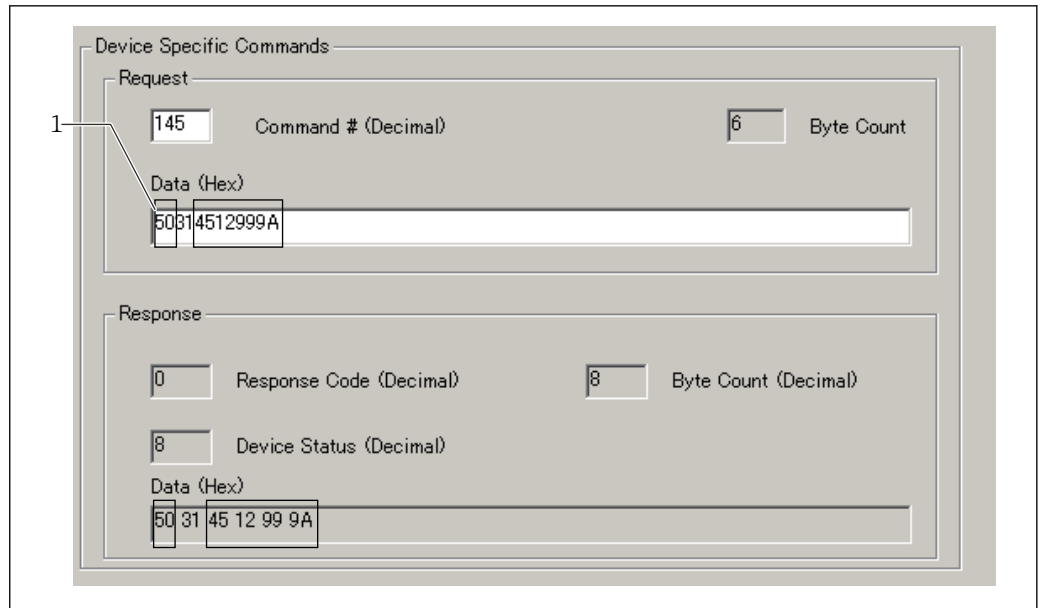 Device Specific Commands
Request
1
145 Command # (Decimal) 6 Byte Count
Data (Hex)
50314512999A
Response
0 Response Code (Decimal) 8 Byte Count (Decimal)
8 Device Status (Decimal)
Data (Hex)
50 31 45 12 99 9A